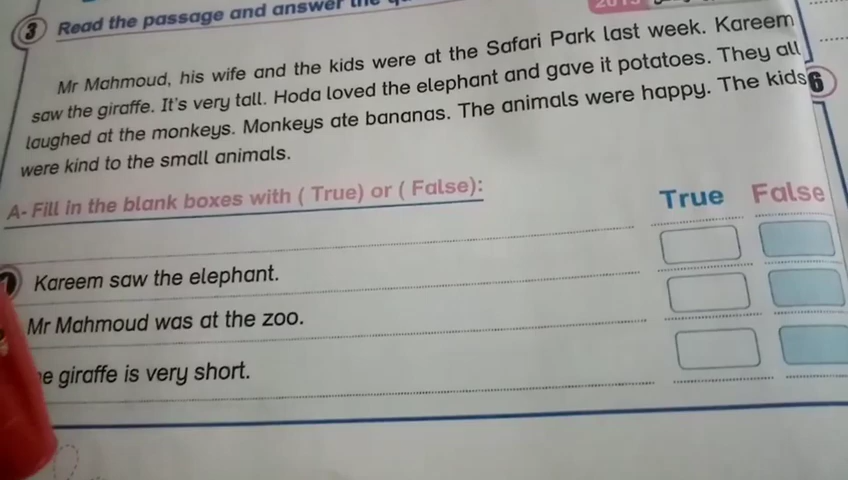 3 Read the passage and answer the
2015
Mr Mahmoud, his wife and the kids were at the Safari Park last week. Kareem
saw the giraffe. It's very tall. Hoda loved the elephant and gave it potatoes. They all
laughed at the monkeys. Monkeys ate bananas. The animals were happy. The kids
were kind to the small animals.
6
A- Fill in the blank boxes with ( True) or ( False):
True False
Kareem saw the elephant.
Mr Mahmoud was at the zoo.
e giraffe is very short.